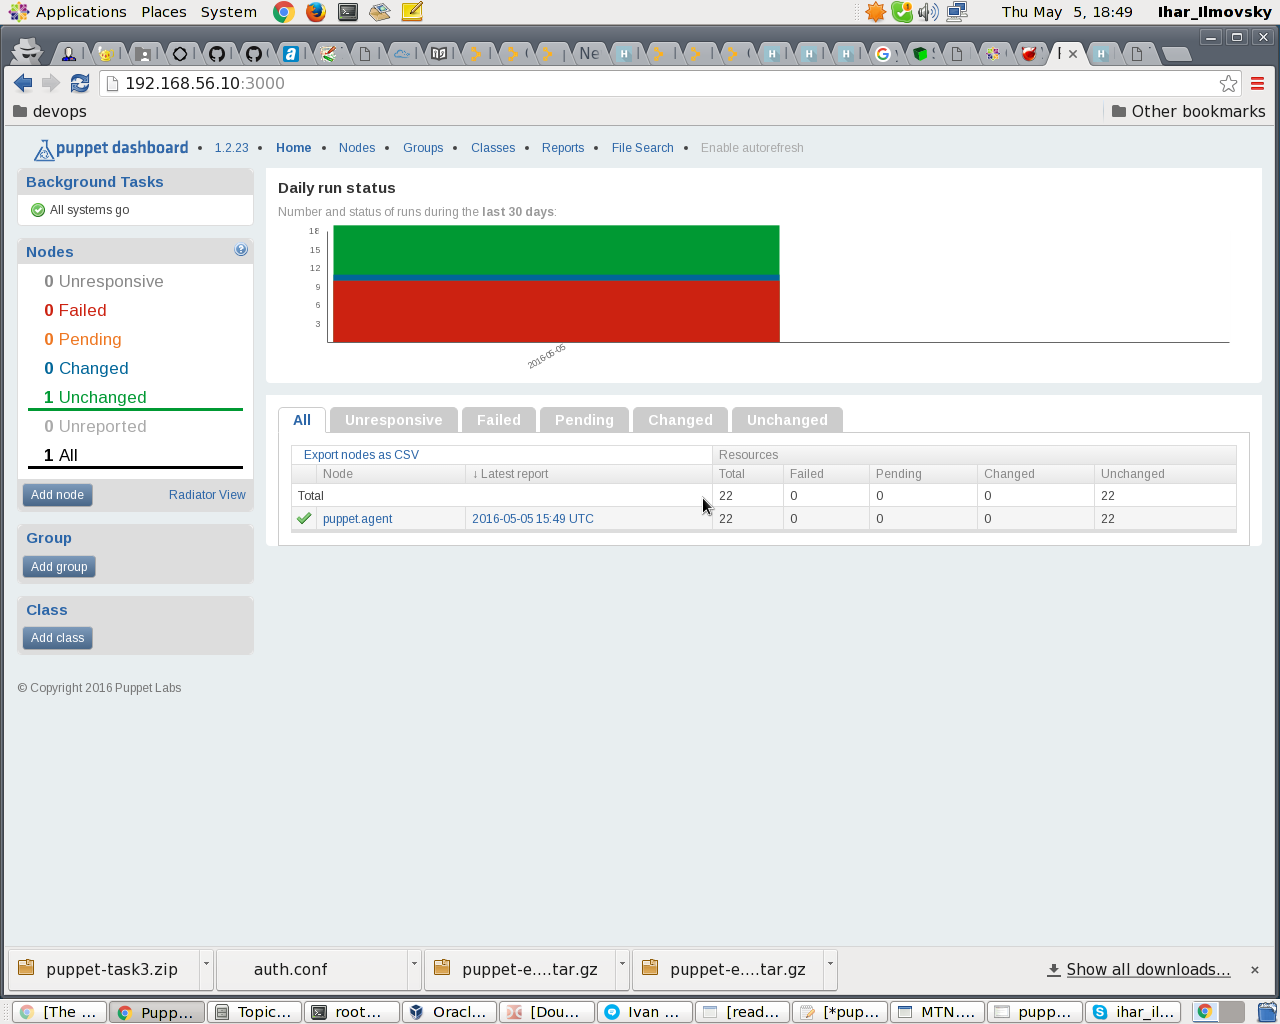 Applications Places System Thu May 5, 18:49 Ihar_Ilmovsky
Ne
192.168.56.10:3000
devops Other bookmarks
puppet dashboard • 1.2.23 • Home • Nodes • Groups • Classes • Reports • File Search • Enable autorefresh
Background Tasks
All systems go
Nodes
0 Unresponsive
0 Failed
0 Pending
0 Changed
1 Unchanged
0 Unreported
1 All
Add node Radiator View
Group
Add group
Class
Add class
© Copyright 2016 Puppet Labs
Daily run status
Number and status of runs during the last 30 days:
18
15
12
9
6
3
2016-05-05
All Unresponsive Failed Pending Changed Unchanged
Export nodes as CSV Resources
Node ↓ Latest report Total Failed Pending Changed Unchanged
Total 22 0 0 0 22
puppet.agent 2016-05-05 15:49 UTC 22 0 0 0 22
puppet-task3.zip auth.conf puppet-e....tar.gz puppet-e....tar.gz Show all downloads...
[The ... Pupp... Topic... root... Oracl... [Dou... Ivan ... [read... [*pup... MTN.... pupp... ihar_il...